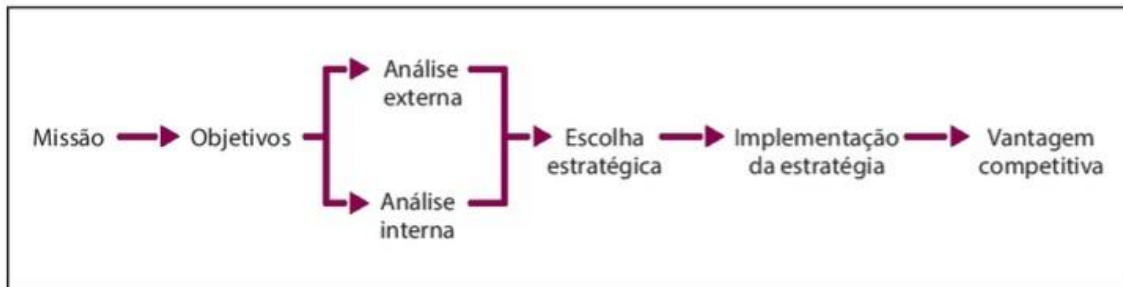 Missão
Objetivos
Análise
externa
Análise
interna
Escolha
estratégica
Implementação
da estratégia
Vantagem
competitiva